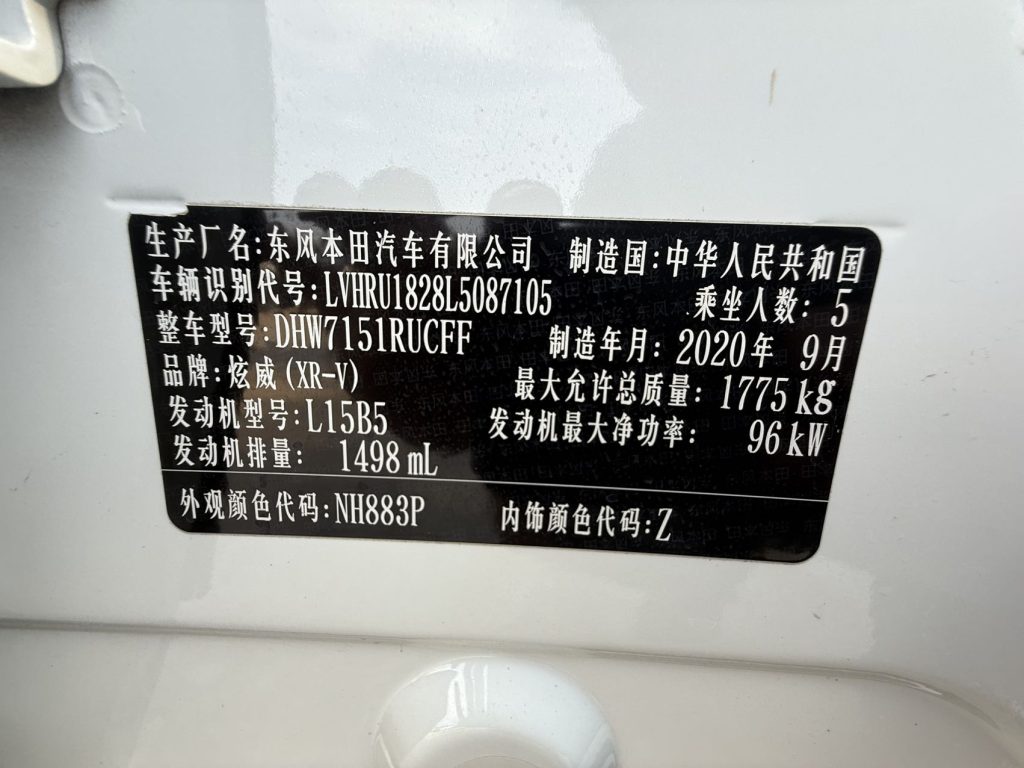 生产厂名:东风本田汽车有限公司 制造国:中华人民共和国
车辆识别代号:LVHRU1828L5087105 乘坐人数: 5
整车型号:DHW7151RUCFF 制造年月: 2020年 9月
品牌:炫威(XR-V) 最大允许总质量: 1775kg
发动机型号:L15B5 发动机最大净功率: 96kW
发动机排量: 1498mL
外观颜色代码:NH883P 内饰颜色代码:Z